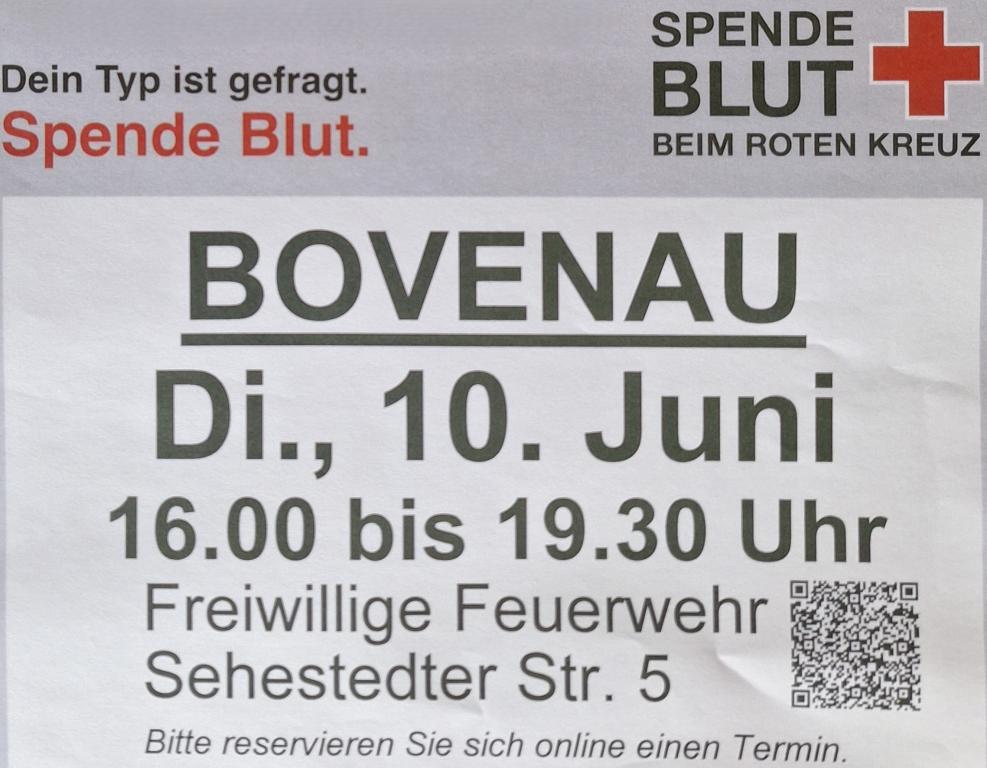 Dein Typ ist gefragt.
Spende Blut.
SPENDE
BLUT
BEIM ROTEN KREUZ
BOVENAU
Di., 10. Juni
16.00 bis 19.30 Uhr
Freiwillige Feuerwehr
Sehestedter Str. 5
Bitte reservieren Sie sich online einen Termin.